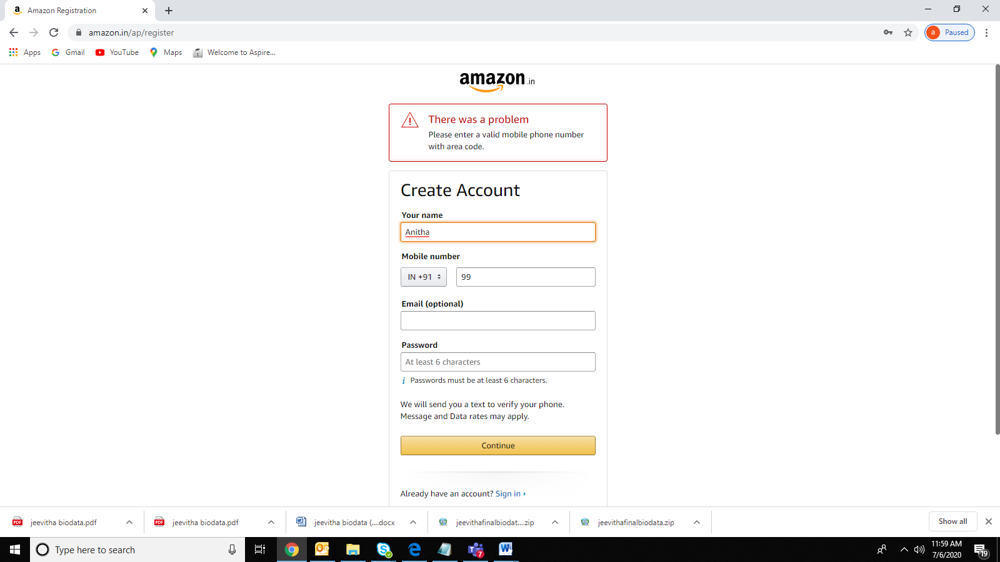 Amazon Registration
amazon.in/ap/register
a Paused
Apps Gmail YouTube Maps Welcome to Aspire...
amazon.in
There was a problem
Please enter a valid mobile phone number
with area code.
Create Account
Your name
Anitha
Mobile number
IN +91 99
Email (optional)
Password
At least 6 characters
i Passwords must be at least 6 characters.
We will send you a text to verify your phone.
Message and Data rates may apply.
Continue
Already have an account? Sign in
jeevitha biodata.pdf jeevitha biodata.pdf jeevitha biodata (....docx jeevithafinalbiodat....zip jeevithafinalbiodata.zip Show all
Type here to search
7
11:59 AM
7/6/2020
19